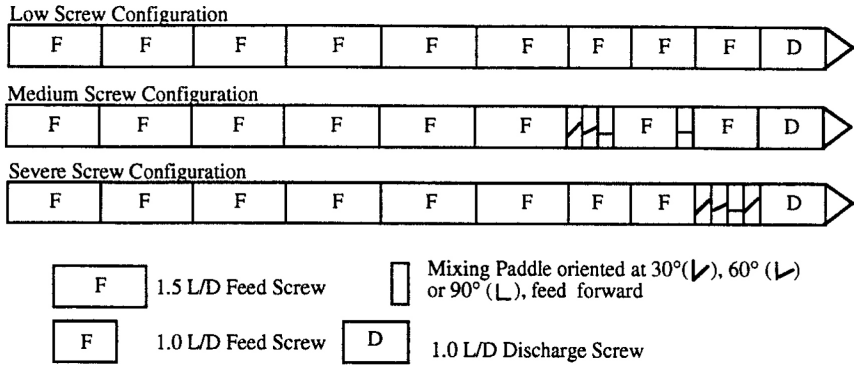 Low Screw Configuration
F F F F F F F F F D
Medium Screw Configuration
F F F F F F F F D
Severe Screw Configuration
F F F F F F F F D
F 1.5 L/D Feed Screw
Mixing Paddle oriented at 30°( ), 60° ( )
or 90° ( ), feed forward
F 1.0 L/D Feed Screw D 1.0 L/D Discharge Screw